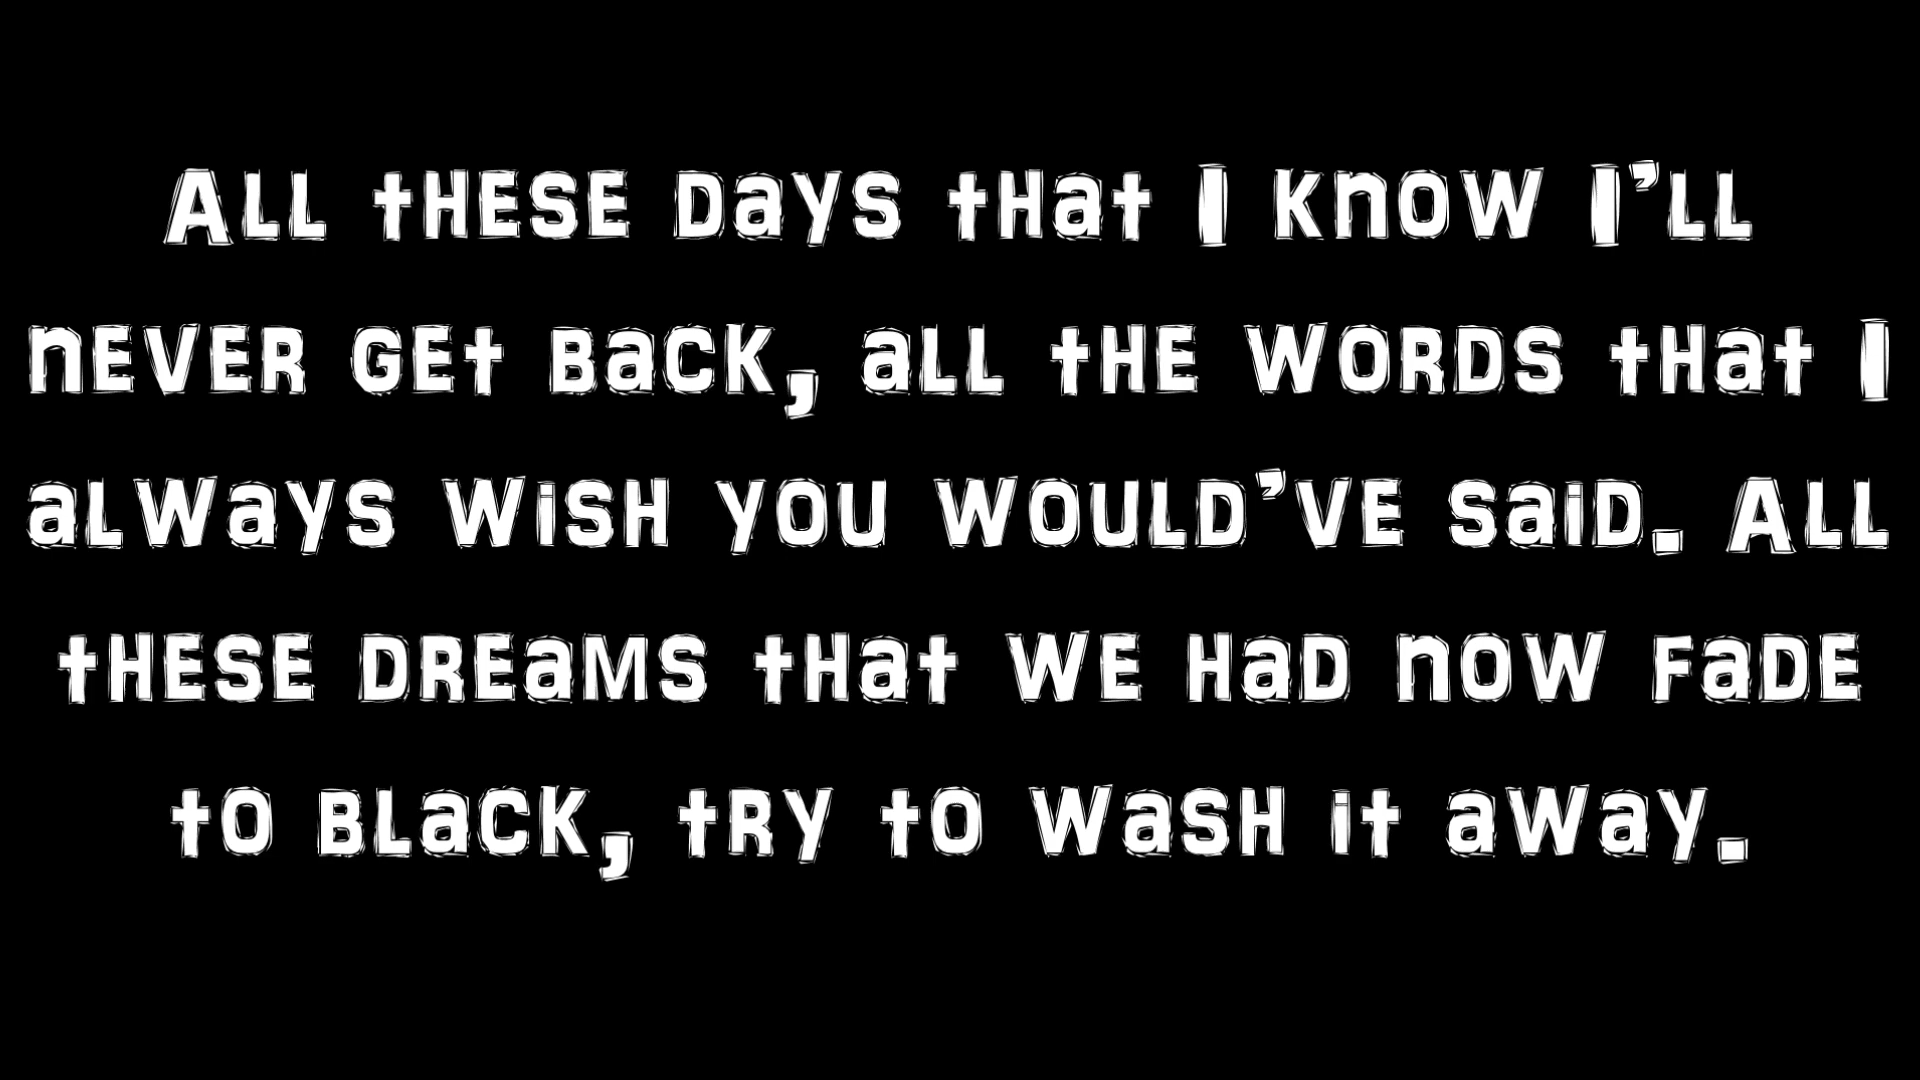 All these days that I know I'll
never get back, all the words that I
always wish you would've said. All
these dreams that we had now fade
to black, try to wash it away.